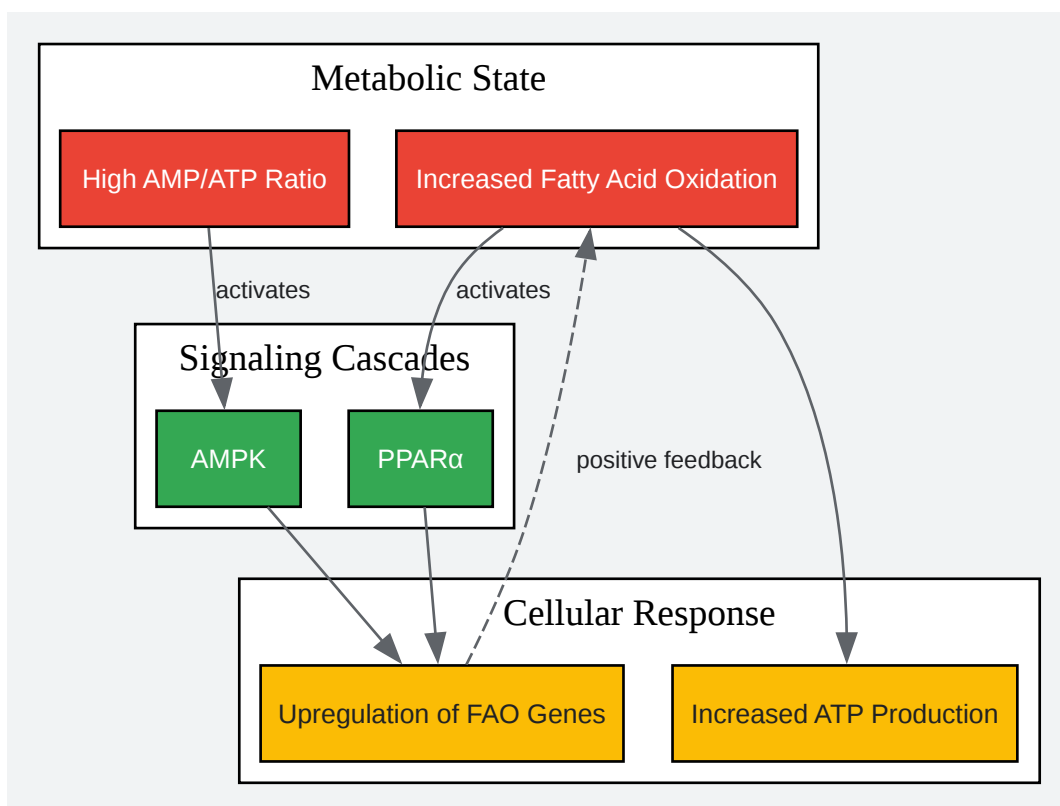 Metabolic State
High AMP/ATP Ratio
Increased Fatty Acid Oxidation
activates
activates
Signaling Cascades
AMPK
PPARα
positive feedback
Cellular Response
Upregulation of FAO Genes
Increased ATP Production